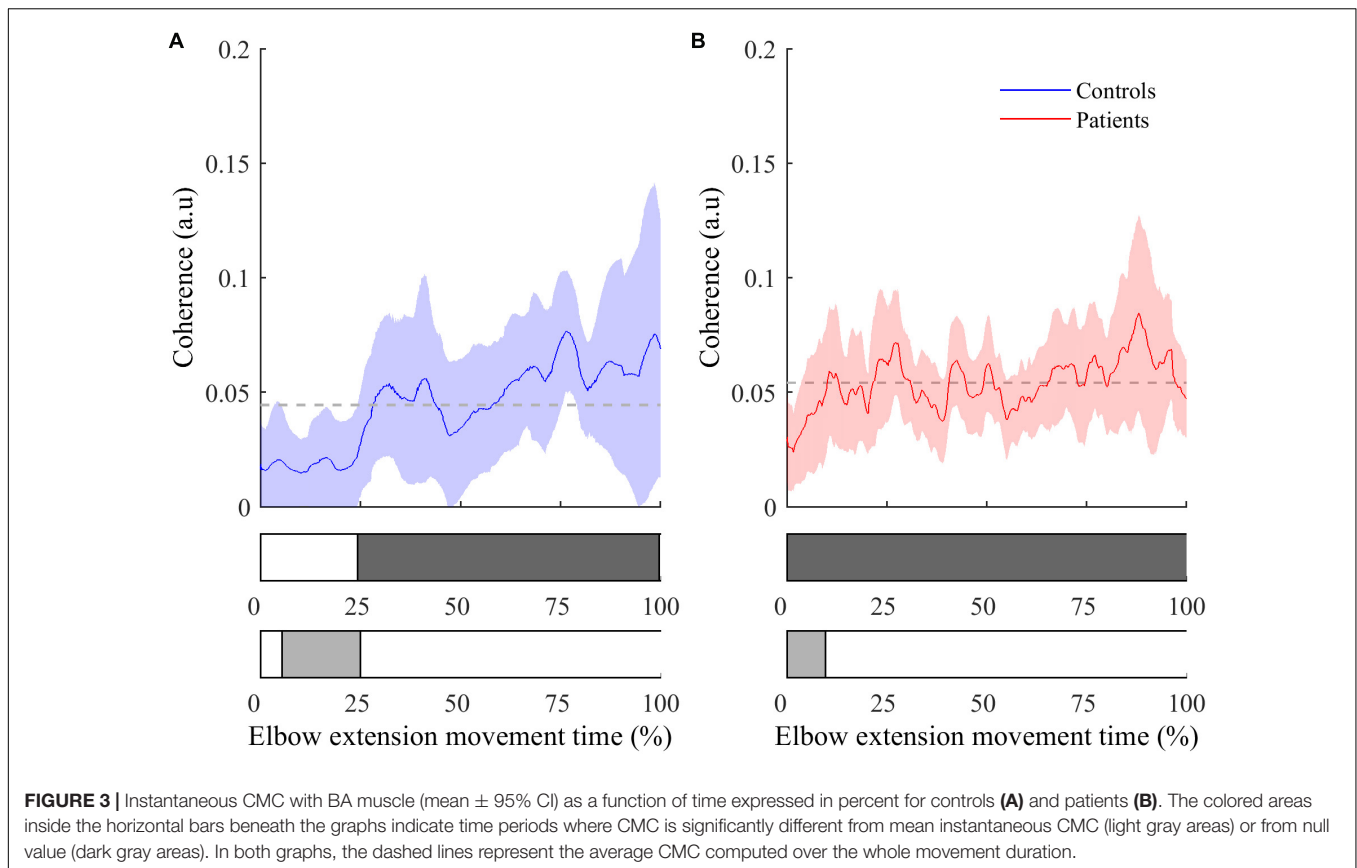 A
B
0.2
0.15
0.1
0.05
0
Coherence (a.u)
0 25 50 75 100
0 25 50 75 100
Elbow extension movement time (%)
0.2
0.15
0.1
0.05
0
Coherence (a.u)
Controls
Patients
0 25 50 75 100
0 25 50 75 100
Elbow extension movement time (%)
FIGURE 3 | Instantaneous CMC with BA muscle (mean ± 95% CI) as a function of time expressed in percent for controls (A) and patients (B). The colored areas
inside the horizontal bars beneath the graphs indicate time periods where CMC is significantly different from mean instantaneous CMC (light gray areas) or from null
value (dark gray areas). In both graphs, the dashed lines represent the average CMC computed over the whole movement duration.